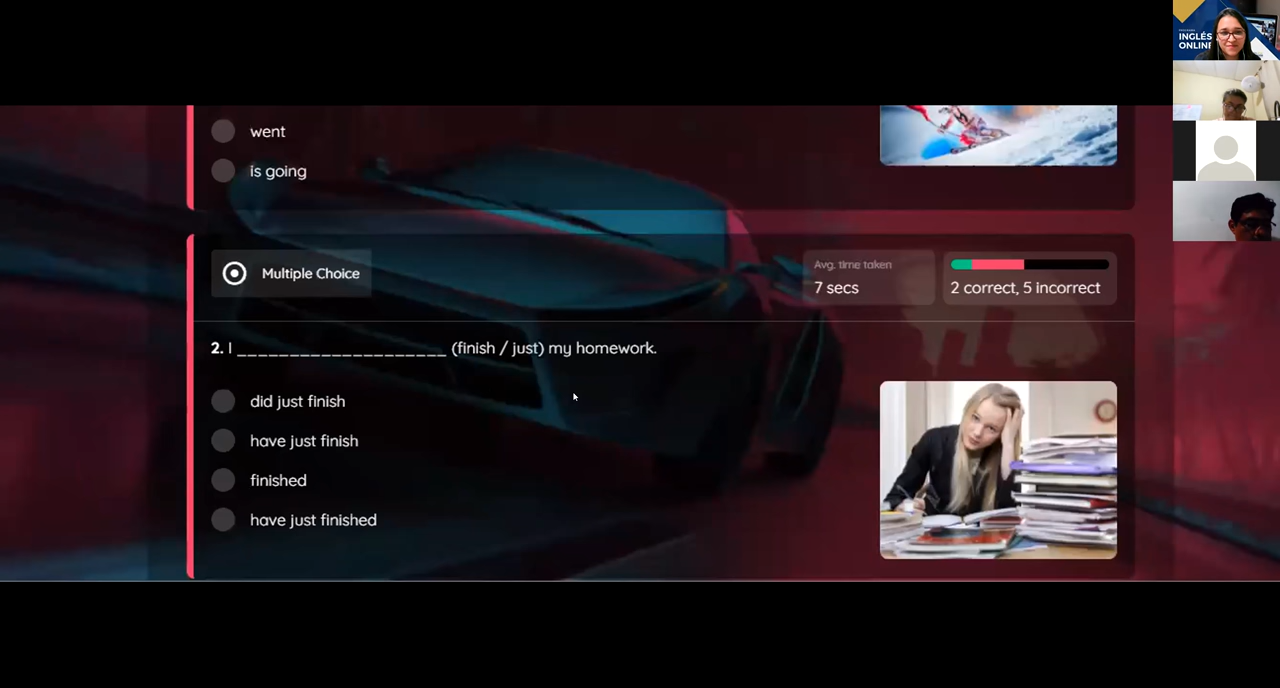 INGLÉS
ONLINE
went
is going
Multiple Choice
Avg. time taken
7 secs
2 correct, 5 incorrect
2. I ____________________ (finish / just) my homework.
did just finish
have just finish
finished
have just finished